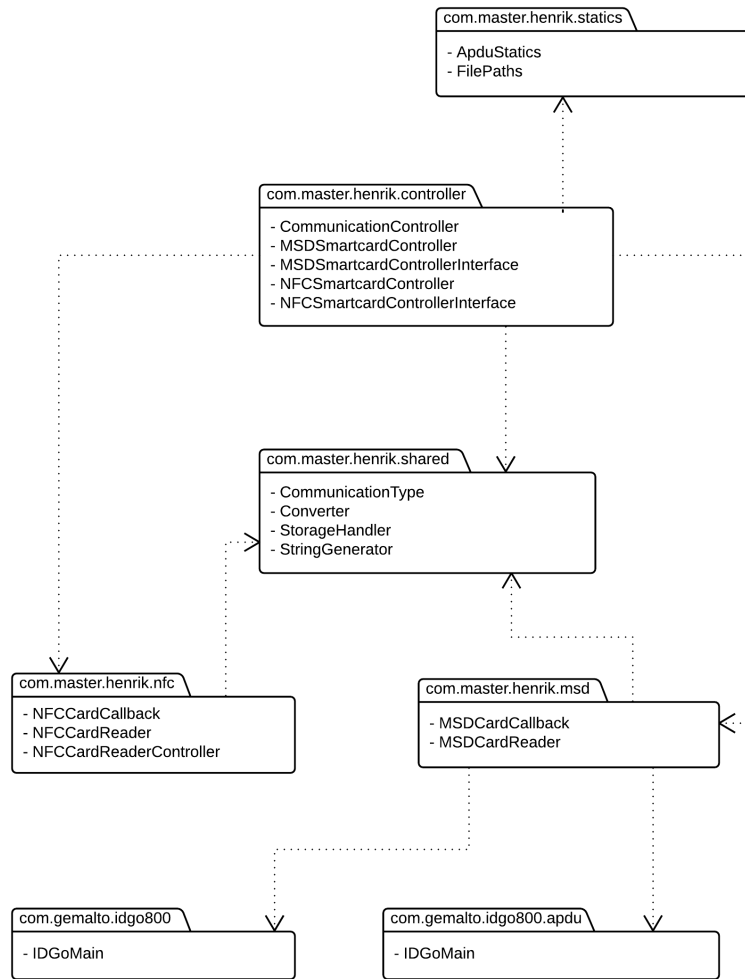 com.master.henrik.statics
- ApduStatics
- FilePaths
com.master.henrik.controller
- CommunicationController
- MSDSmartcardController
- MSDSmartcardControllerInterface
- NFCSmartcardController
- NFCSmartcardControllerInterface
com.master.henrik.shared
- CommunicationType
- Converter
- StorageHandler
- StringGenerator
com.master.henrik.nfc
- NFCCardCallback
- NFCCardReader
- NFCCardReaderController
com.master.henrik.msd
- MSDCardCallback
- MSDCardReader
com.gemalto.idgo800
- IDGoMain
com.gemalto.idgo800.apdu
- IDGoMain